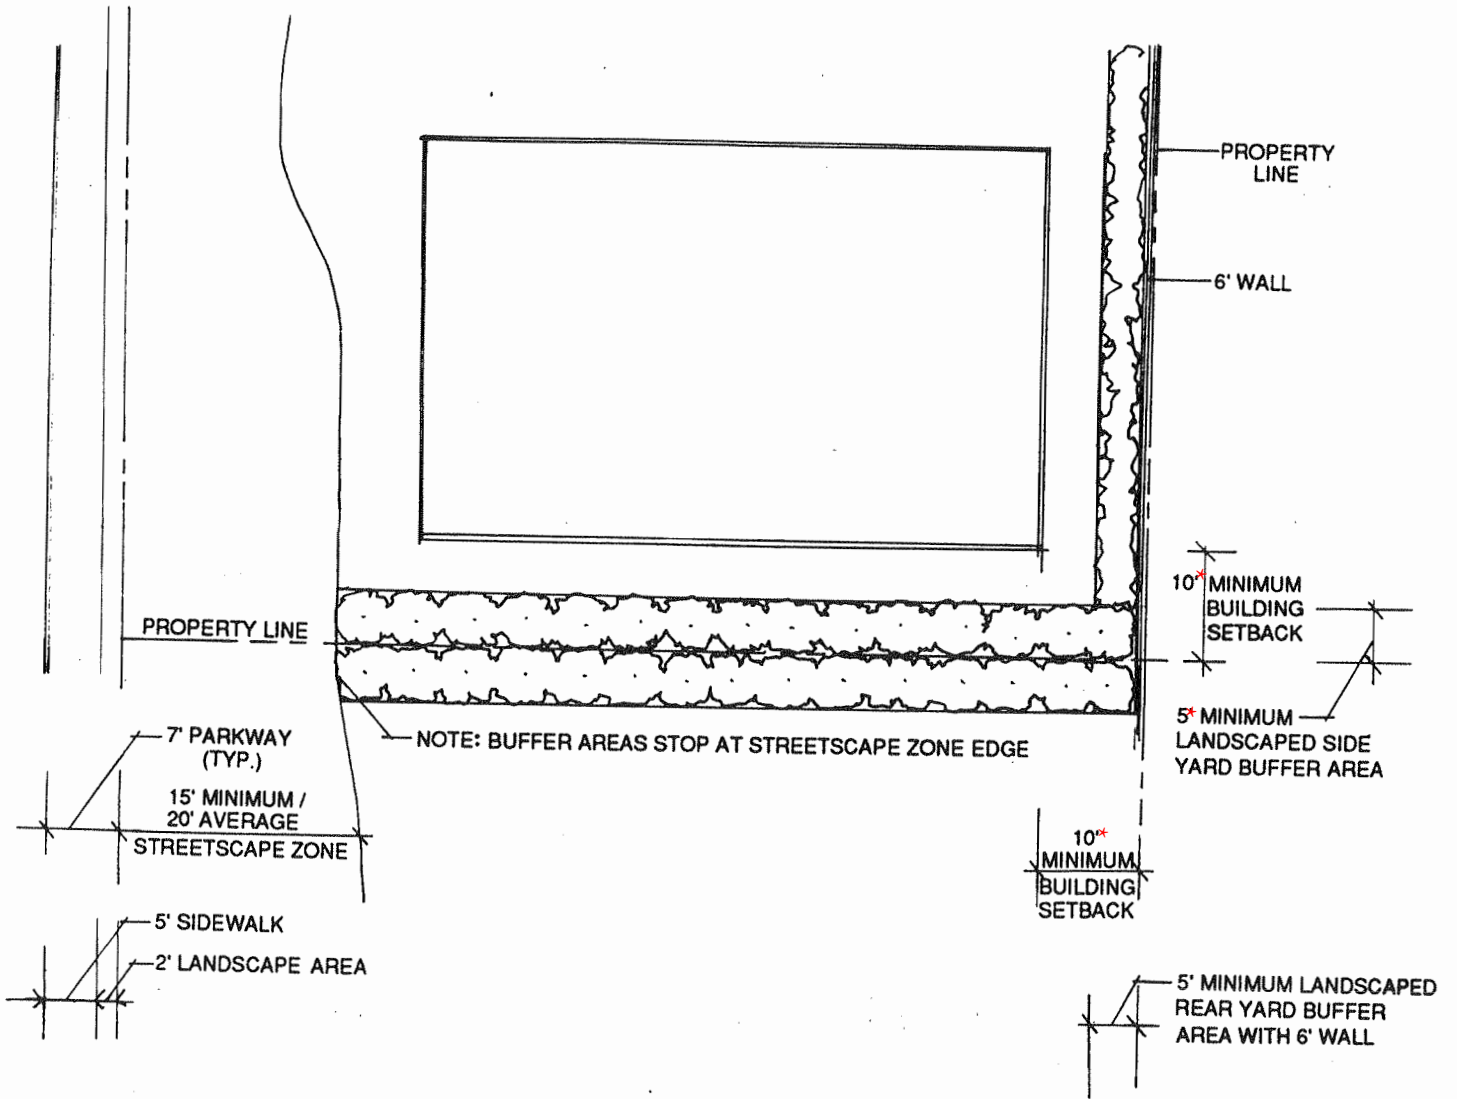 PROPERTY
LINE
6' WALL
10'* MINIMUM
BUILDING
SETBACK
PROPERTY LINE
5* MINIMUM
LANDSCAPED SIDE
YARD BUFFER AREA
NOTE: BUFFER AREAS STOP AT STREETSCAPE ZONE EDGE
7' PARKWAY
(TYP.)
15' MINIMUM /
20' AVERAGE
STREETSCAPE ZONE
10'*
MINIMUM
BUILDING
SETBACK
5' SIDEWALK
2' LANDSCAPE AREA
5' MINIMUM LANDSCAPED
REAR YARD BUFFER
AREA WITH 6' WALL